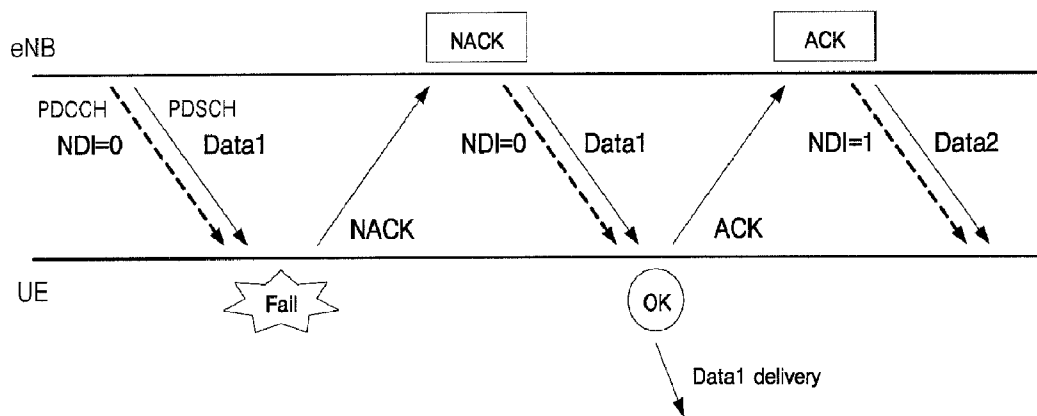 eNB
NACK
ACK
PDCCH
PDSCH
NDI=0
Data1
NACK
NDI=0
Data1
ACK
NDI=1
Data2
UE
Fail
OK
Data1 delivery